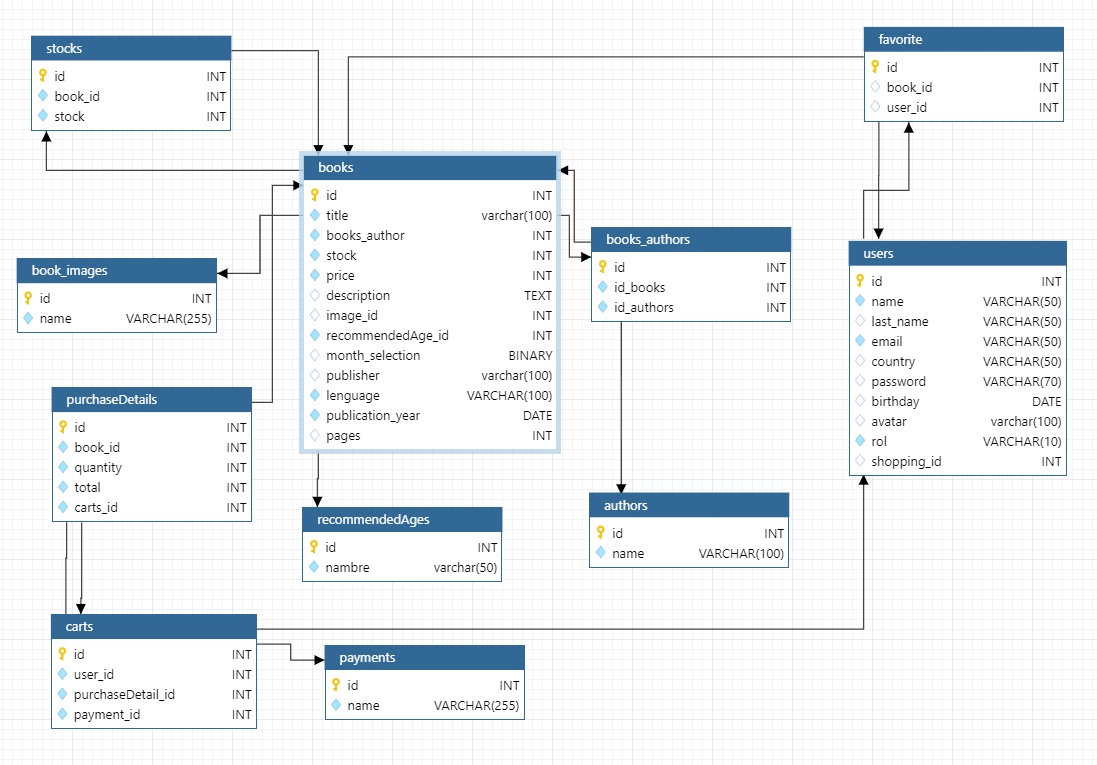 stocks
id INT
book_id INT
stock INT
favorite
id INT
book_id INT
user_id INT
books
id INT
title varchar(100)
books_author INT
stock INT
price INT
description TEXT
image_id INT
recommendedAge_id INT
month_selection BINARY
publisher varchar(100)
lenguage VARCHAR(100)
publication_year DATE
pages INT
books_authors
id INT
id_books INT
id_authors INT
users
id INT
name VARCHAR(50)
last_name VARCHAR(50)
email VARCHAR(50)
country VARCHAR(50)
password VARCHAR(70)
birthday DATE
avatar varchar(100)
rol VARCHAR(10)
shopping_id INT
book_images
id INT
name VARCHAR(255)
purchaseDetails
id INT
book_id INT
quantity INT
total INT
carts_id INT
recommendedAges
id INT
nambre varchar(50)
authors
id INT
name VARCHAR(100)
carts
id INT
user_id INT
purchaseDetail_id INT
payment_id INT
payments
id INT
name VARCHAR(255)